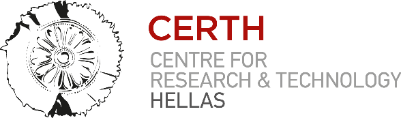 CERTH
CENTRE FOR
RESEARCH & TECHNOLOGY
HELLAS